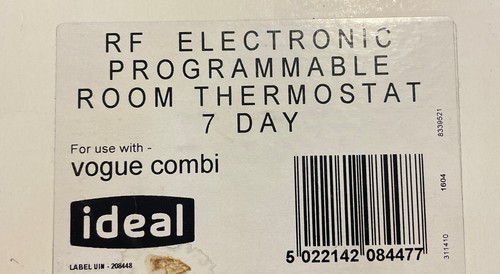 RF ELECTRONIC
PROGRAMMABLE
ROOM THERMOSTAT
7 DAY
For use with -
vogue combi
ideal
LABEL UIN - 208448
5 022142 084477
311410 1604 8339521